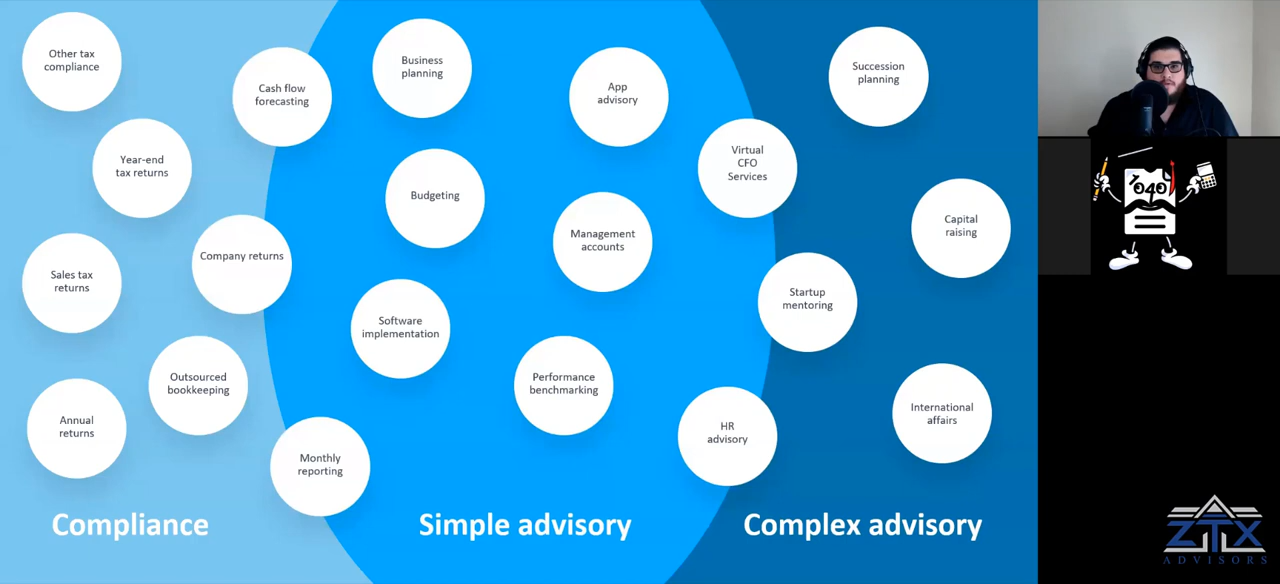 Other tax
compliance
Year-end
tax returns
Sales tax
returns
Company returns
Outsourced
bookkeeping
Annual
returns
Cash flow
forecasting
Monthly
reporting
Compliance
Business
planning
Budgeting
Software
implementation
App
advisory
Management
accounts
Performance
benchmarking
Simple advisory
Virtual
CFO
Services
Startup
mentoring
HR
advisory
Succession
planning
Capital
raising
International
affairs
Complex advisory
1040
ZTX
ADVISORS